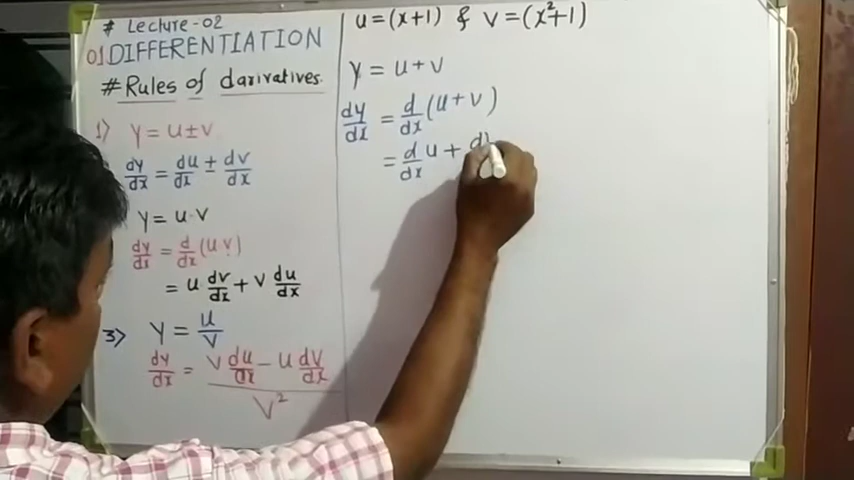 # Lecture-02
01.DIFFERENTIATION
#Rules of darivatives.
1) Y = u ± v
dy/dx = du/dx ± dv/dx
Y = u·v
dy/dx = d/dx (u v)
= u dv/dx + v du/dx
3) Y = u/v
dy/dx = (v du/dx − u dv/dx) / v²
u = (x+1) & v = (x²+1)
y = u+v
dy/dx = d/dx (u+v)
= d/dx u +